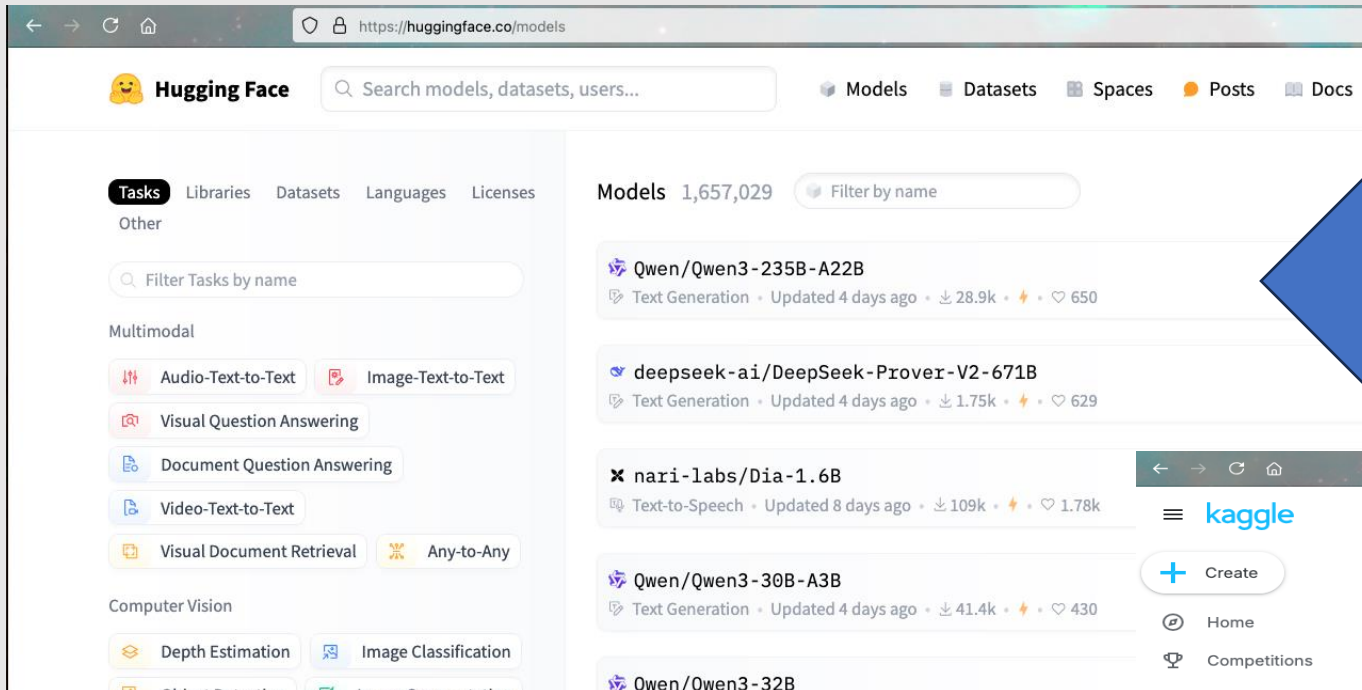 https://huggingface.co/models
Hugging Face
Search models, datasets, users...
Models
Datasets
Spaces
Posts
Docs
Tasks
Libraries
Datasets
Languages
Licenses
Other
Filter Tasks by name
Multimodal
Audio-Text-to-Text
Image-Text-to-Text
Visual Question Answering
Document Question Answering
Video-Text-to-Text
Visual Document Retrieval
Any-to-Any
Computer Vision
Depth Estimation
Image Classification
Models 1,657,029
Filter by name
Qwen/Qwen3-235B-A22B
Text Generation • Updated 4 days ago • 28.9k • 650
deepseek-ai/DeepSeek-Prover-V2-671B
Text Generation • Updated 4 days ago • 1.75k • 629
nari-labs/Dia-1.6B
Text-to-Speech • Updated 8 days ago • 109k • 1.78k
Qwen/Qwen3-30B-A3B
Text Generation • Updated 4 days ago • 41.4k • 430
Qwen/Qwen3-32B
kaggle
Create
Home
Competitions